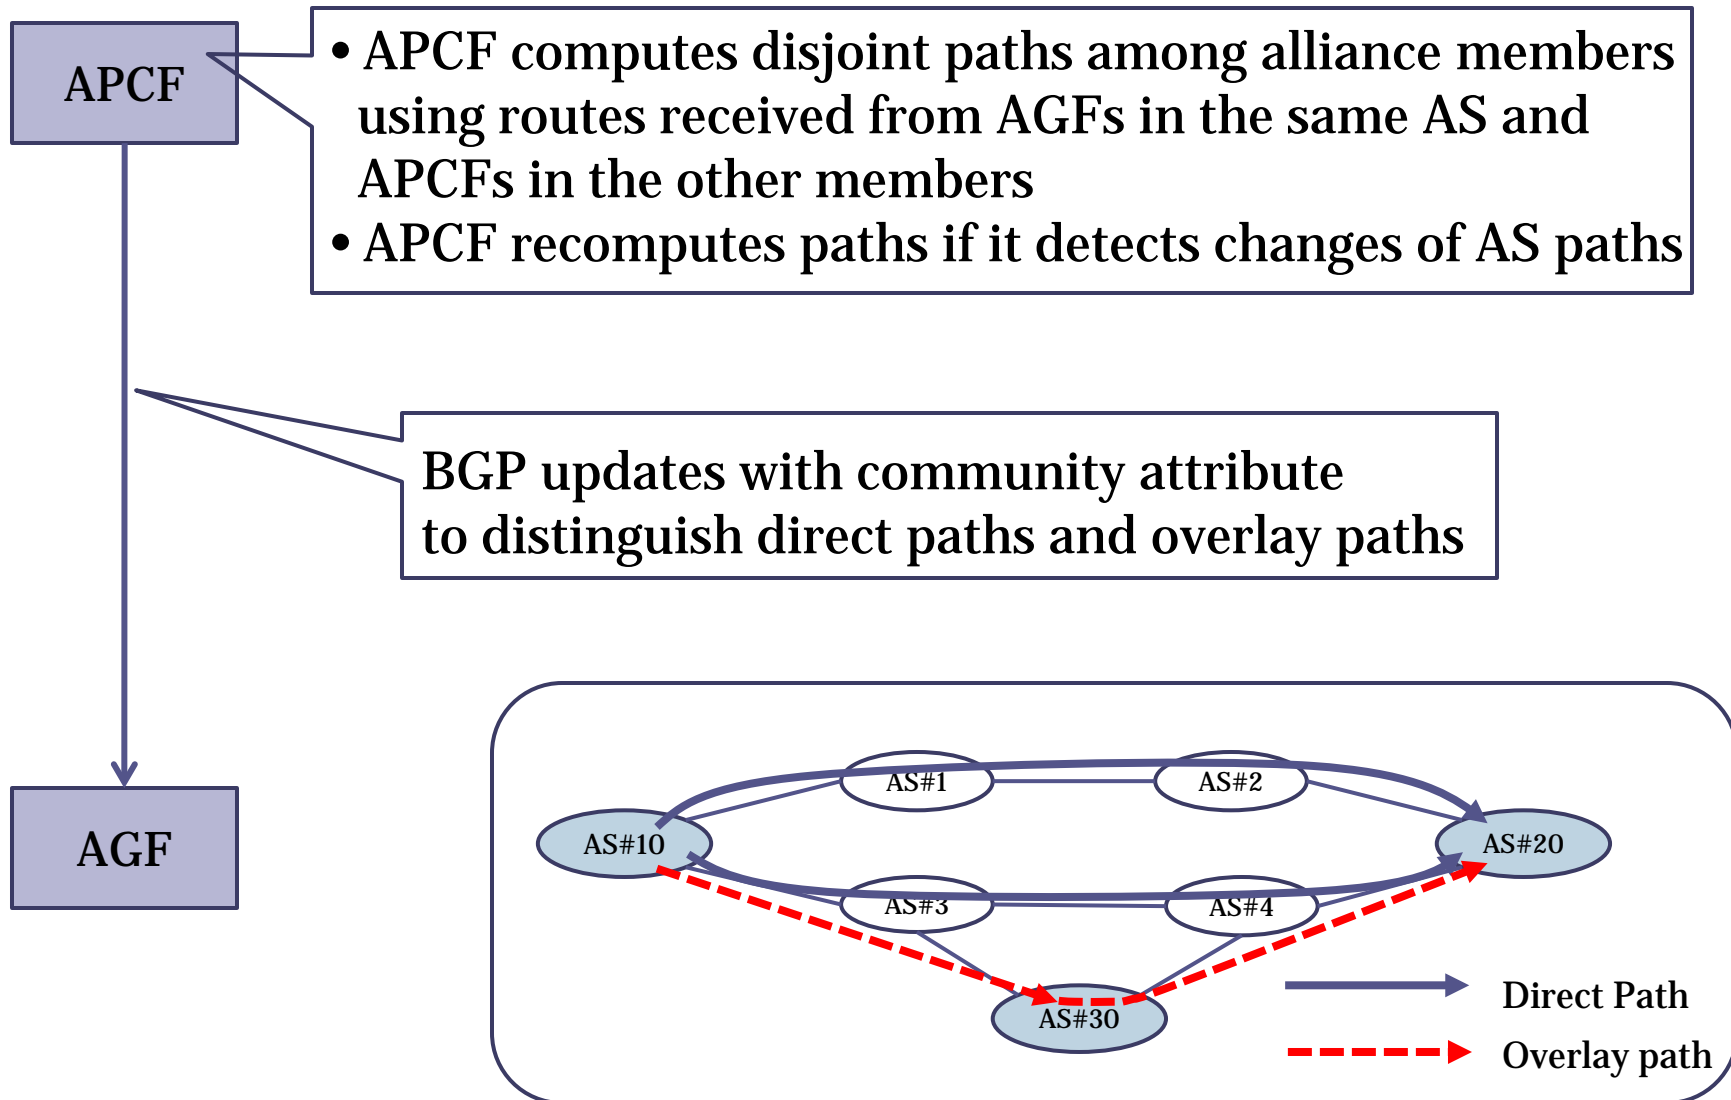 APCF
• APCF computes disjoint paths among alliance members
using routes received from AGFs in the same AS and
APCFs in the other members
• APCF recomputes paths if it detects changes of AS paths
BGP updates with community attribute
to distinguish direct paths and overlay paths
AGF
AS#1
AS#2
AS#10
AS#20
AS#3
AS#4
AS#30
Direct Path
Overlay path